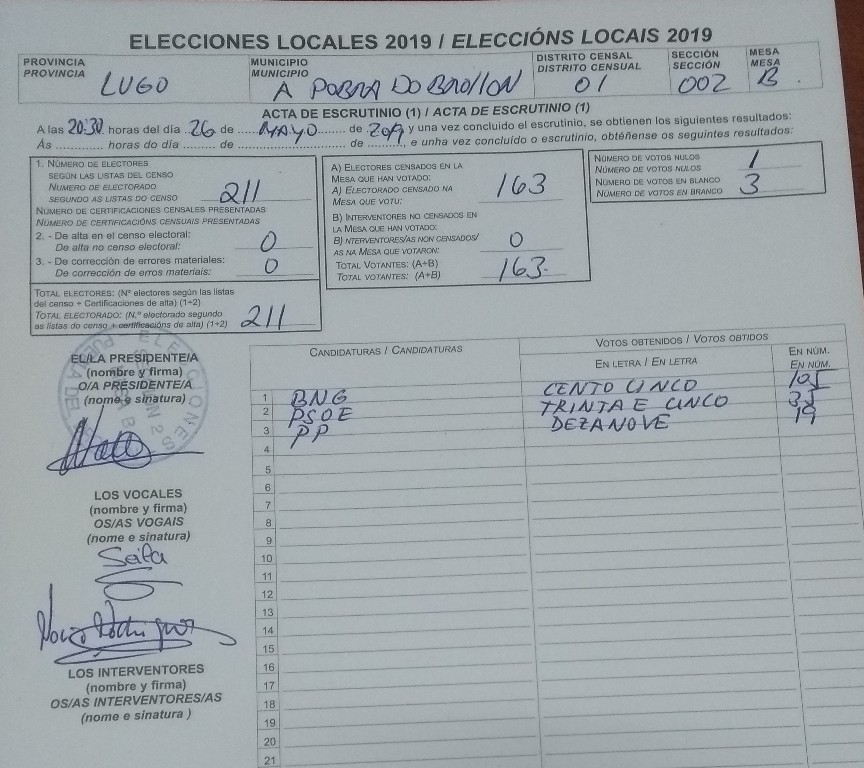 ELECCIONES LOCALES 2019 / ELECCIÓNS LOCAIS 2019
PROVINCIA
PROVINCIA
LUGO
MUNICIPIO
MUNICIPIO
A POBRA DO BROLLON
DISTRITO CENSAL
DISTRITO CENSUAL
01
SECCIÓN
SECCIÓN
002
MESA
MESA
B
ACTA DE ESCRUTINIO (1) / ACTA DE ESCRUTINIO (1)
A las 20:30 horas del día 26 de MAYO de 2019 y una vez concluido el escrutinio, se obtienen los siguientes resultados:
Ás ............ horas do día ............ de .................... de ........, e unha vez concluído o escrutinio, obtéñense os seguintes resultados:
1. NÚMERO DE ELECTORES
SEGÚN LAS LISTAS DEL CENSO
NÚMERO DE ELECTORADO
SEGUNDO AS LISTAS DO CENSO
211
NÚMERO DE CERTIFICACIONES CENSALES PRESENTADAS
NÚMERO DE CERTIFICACIÓNS CENSUAIS PRESENTADAS
2. - De alta en el censo electoral:
De alta no censo electoral:
0
3. - De corrección de errores materiales:
De corrección de erros materiais:
0
TOTAL ELECTORES: (Nº electores según las listas
del censo + Certificaciones de alta) (1+2)
TOTAL ELECTORADO: (N.º electorado segundo
as listas do censo + certificacións de alta) (1+2)
211
A) ELECTORES CENSADOS EN LA
MESA QUE HAN VOTADO:
A) ELECTORADO CENSADO NA
MESA QUE VOTU:
163
B) INTERVENTORES NO CENSADOS EN
LA MESA QUE HAN VOTADO:
B) NTERVENTORES/AS NON CENSADOS/
AS NA MESA QUE VOTARON:
0
TOTAL VOTANTES: (A+B)
TOTAL VOTANTES: (A+B)
163
NÚMERO DE VOTOS NULOS
NÚMERO DE VOTOS NULOS
1
NÚMERO DE VOTOS EN BLANCO
NÚMERO DE VOTOS EN BRANCO
3
EL/LA PRESIDENTE/A
(nombre y firma)
O/A PRESIDENTE/A
(nome e sinatura)
LOS VOCALES
(nombre y firma)
OS/AS VOGAIS
(nome e sinatura)
LOS INTERVENTORES
(nombre y firma)
OS/AS INTERVENTORES/AS
(nome e sinatura )
CANDIDATURAS / CANDIDATURAS
VOTOS OBTENIDOS / VOTOS OBTIDOS
EN LETRA / EN LETRA
EN NÚM.
EN NÚM.
1 BNG CENTO CINCO 105
2 PSOE TRINTA E CINCO 35
3 PP DEZANOVE 19
4
5
6
7
8
9
10
11
12
13
14
15
16
17
18
19
20
21